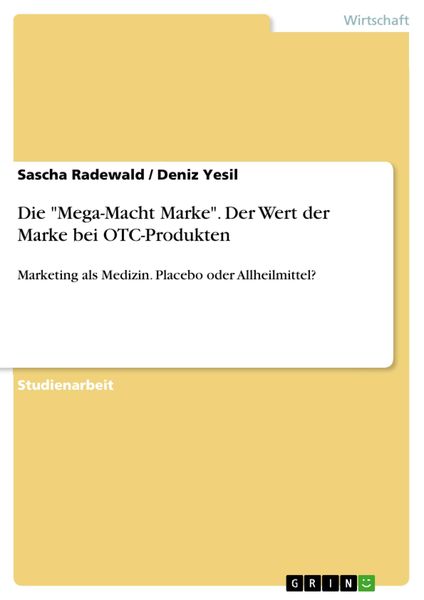 Wirtschaft
Sascha Radewald / Deniz Yesil
Die "Mega-Macht Marke". Der Wert der
Marke bei OTC-Produkten
Marketing als Medizin. Placebo oder Allheilmittel?
Studienarbeit
GRIN